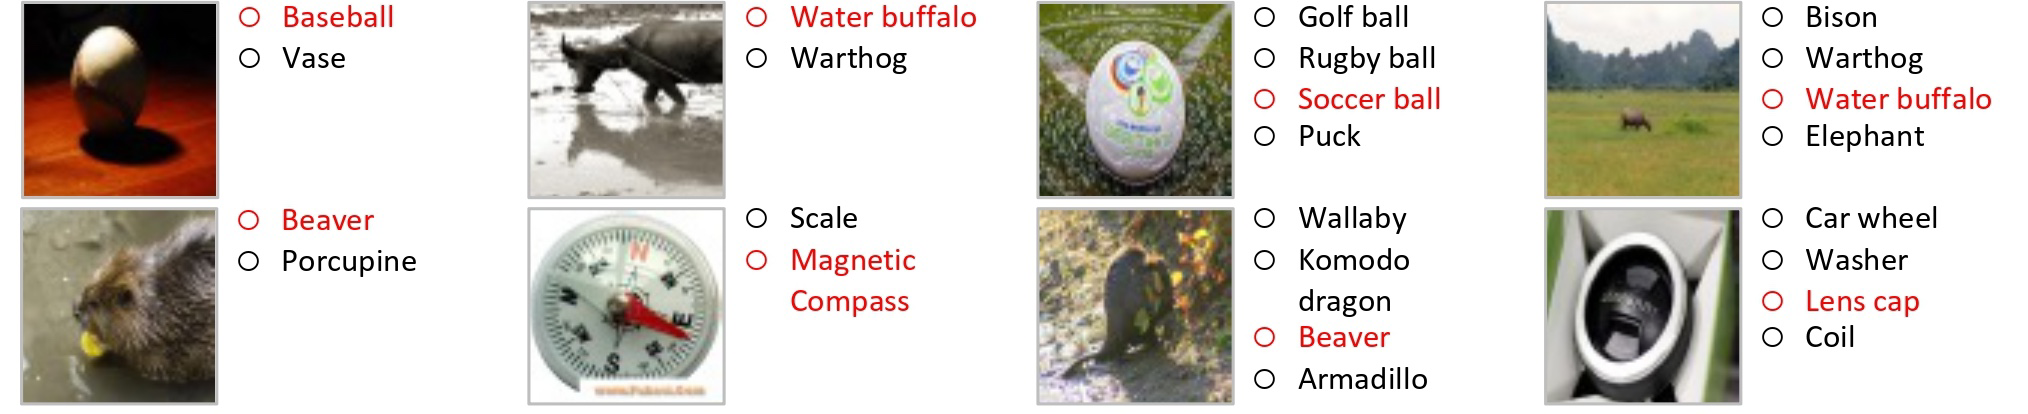 Baseball
Vase
Water buffalo
Warthog
Golf ball
Rugby ball
Soccer ball
Puck
Bison
Warthog
Water buffalo
Elephant
Beaver
Porcupine
Scale
Magnetic
Compass
N
E
S
Wallaby
Komodo
dragon
Beaver
Armadillo
Car wheel
Washer
Lens cap
Coil